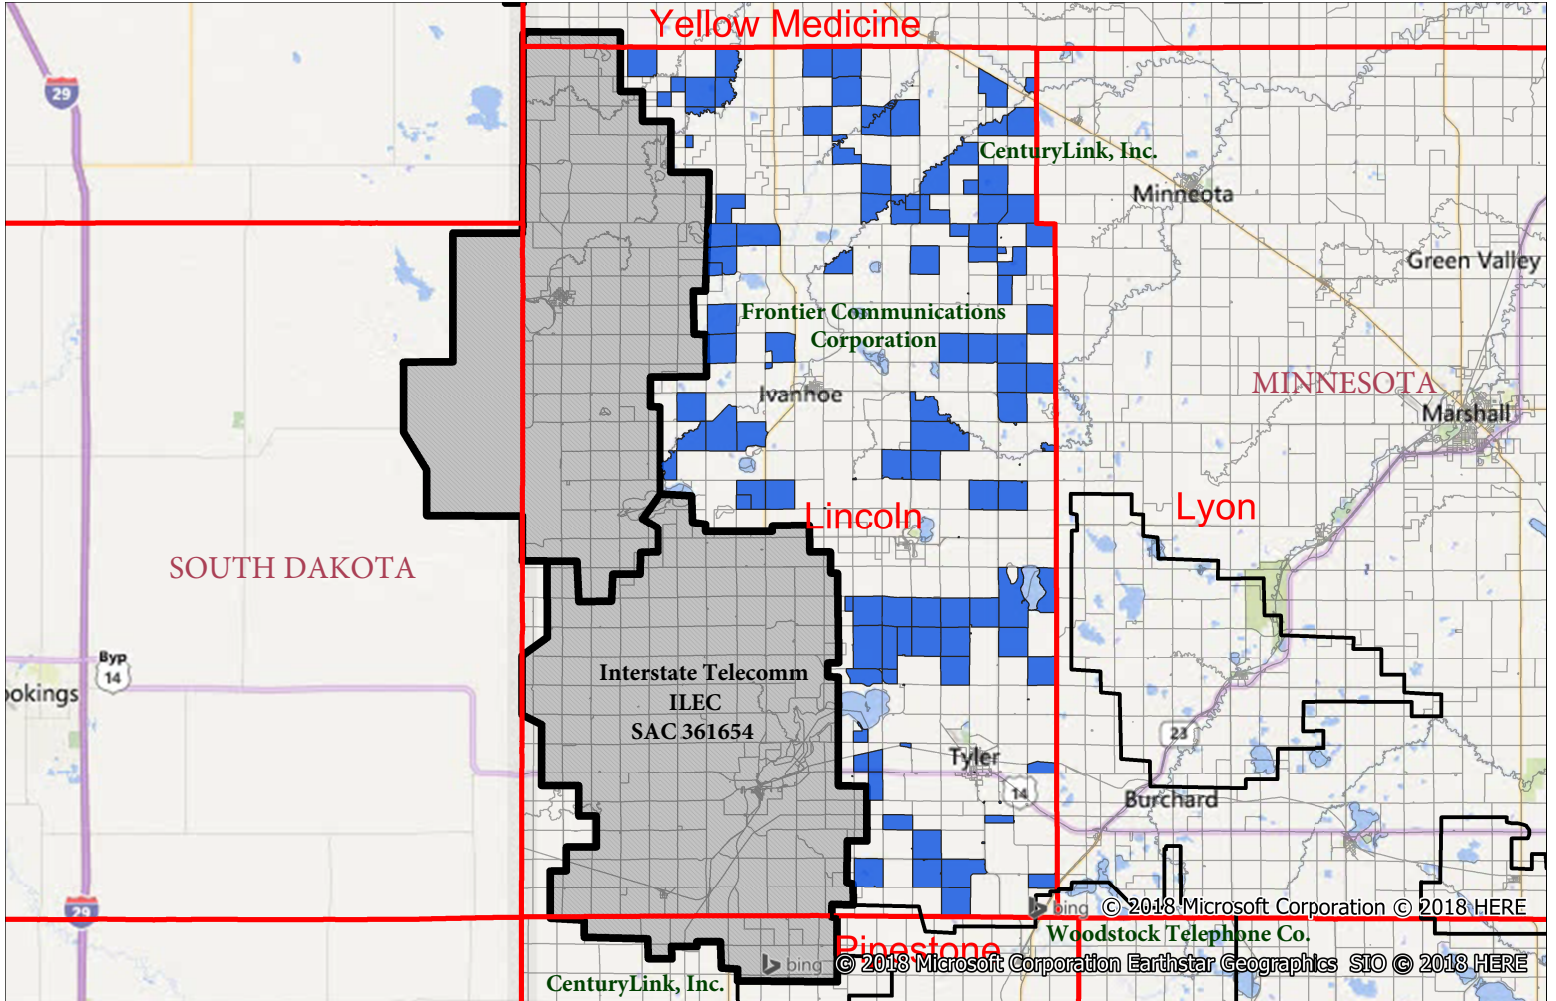 Yellow Medicine
29
CenturyLink, Inc.
Minneota
Green Valley
Frontier Communications
Corporation
MINNESOTA
Ivanhoe
Marshall
Lincoln
Lyon
SOUTH DAKOTA
Byp
14
ookings
Interstate Telecomm
ILEC
SAC 361654
23
Tyler
14
Burchard
29
bing
© 2018 Microsoft Corporation © 2018 HERE
Woodstock Telephone Co.
Pipestone
bing
© 2018 Microsoft Corporation Earthstar Geographics SIO © 2018 HERE
CenturyLink, Inc.